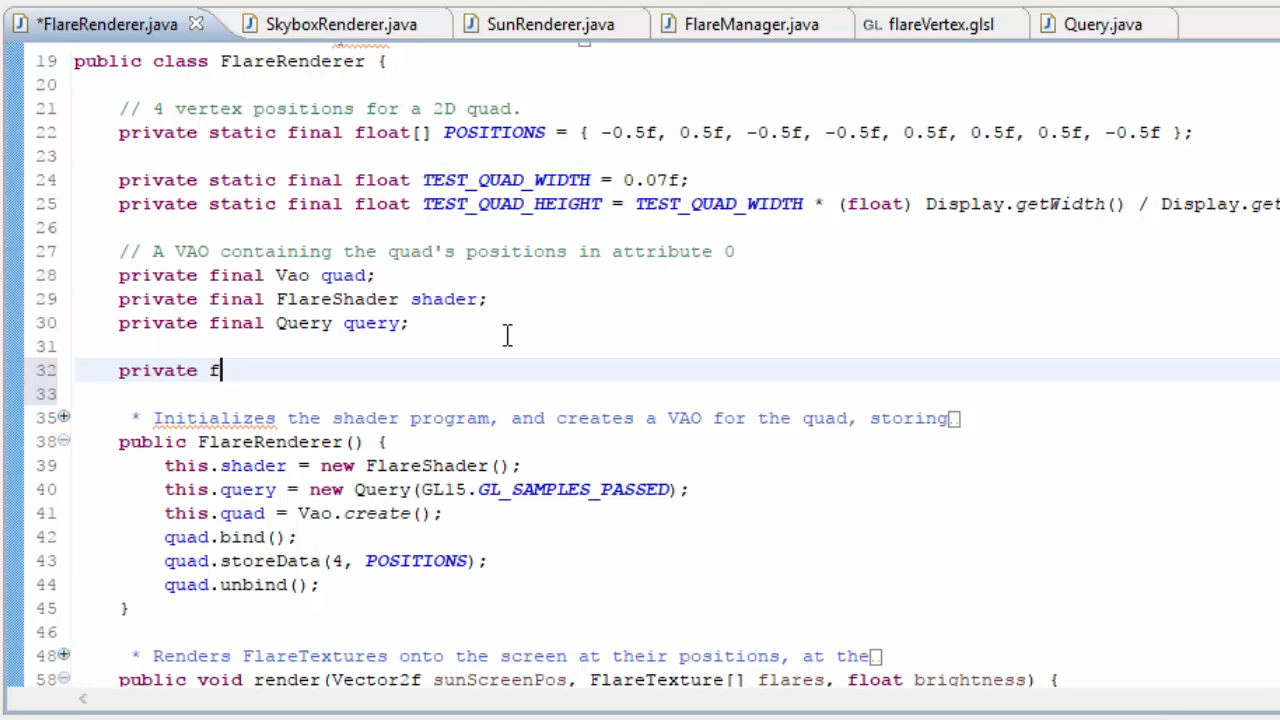 *FlareRenderer.java SkyboxRenderer.java SunRenderer.java FlareManager.java GL flareVertex.glsl Query.java
19 public class FlareRenderer {
20
21 // 4 vertex positions for a 2D quad.
22 private static final float[] POSITIONS = { -0.5f, 0.5f, -0.5f, -0.5f, 0.5f, 0.5f, 0.5f, -0.5f };
23
24 private static final float TEST_QUAD_WIDTH = 0.07f;
25 private static final float TEST_QUAD_HEIGHT = TEST_QUAD_WIDTH * (float) Display.getWidth() / Display.get
26
27 // A VAO containing the quad's positions in attribute 0
28 private final Vao quad;
29 private final FlareShader shader;
30 private final Query query;
31
32 private f
33
35 * Initializes the shader program, and creates a VAO for the quad, storing..
38 public FlareRenderer() {
39 this.shader = new FlareShader();
40 this.query = new Query(GL15.GL_SAMPLES_PASSED);
41 this.quad = Vao.create();
42 quad.bind();
43 quad.storeData(4, POSITIONS);
44 quad.unbind();
45 }
46
48 * Renders FlareTextures onto the screen at their positions, at the..
58 public void render(Vector2f sunScreenPos, FlareTexture[] flares, float brightness) {